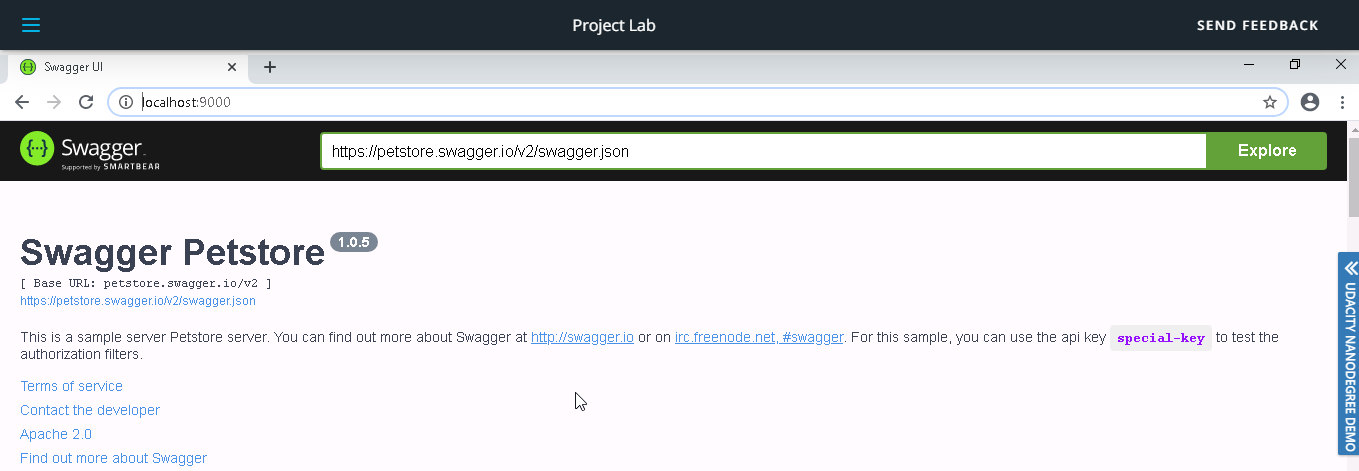 Project Lab
SEND FEEDBACK
Swagger UI
localhost:9000
{···} Swagger.
Supported by SMARTBEAR
https://petstore.swagger.io/v2/swagger.json
Explore
Swagger Petstore 1.0.5
[ Base URL: petstore.swagger.io/v2 ]
https://petstore.swagger.io/v2/swagger.json
This is a sample server Petstore server. You can find out more about Swagger at http://swagger.io or on irc.freenode.net, #swagger. For this sample, you can use the api key special-key to test the
authorization filters.
Terms of service
Contact the developer
Apache 2.0
Find out more about Swagger
UDACITY NANODEGREE DEMO